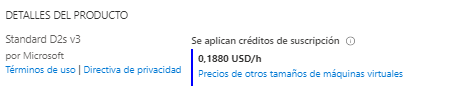 DETALLES DEL PRODUCTO
Standard D2s v3
por Microsoft
Términos de uso | Directiva de privacidad
Se aplican créditos de suscripción
0,1880 USD/h
Precios de otros tamaños de máquinas virtuales